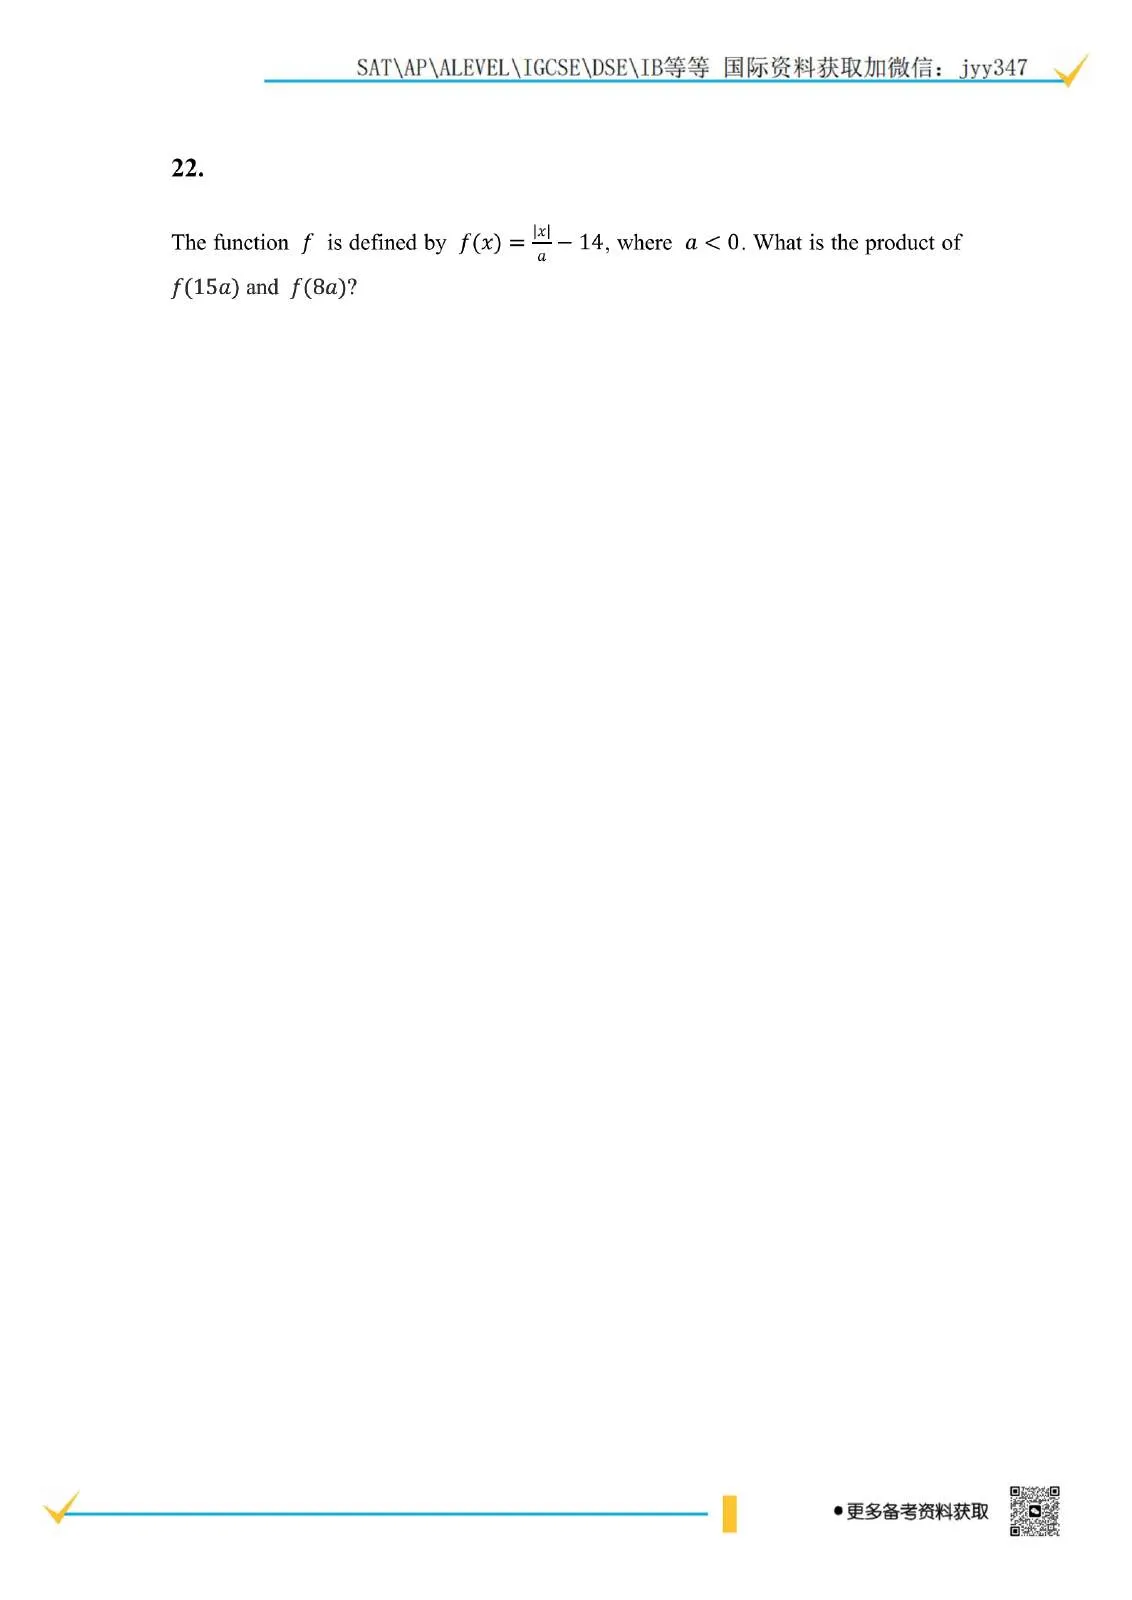 SAT\AP\ALEVEL\IGCSE\DSE\IB等等 国际资料获取加微信: jyy347
22.
The function f is defined by f(x) = |x|/a − 14, where a < 0. What is the product of
f(15a) and f(8a)?
•更多备考资料获取